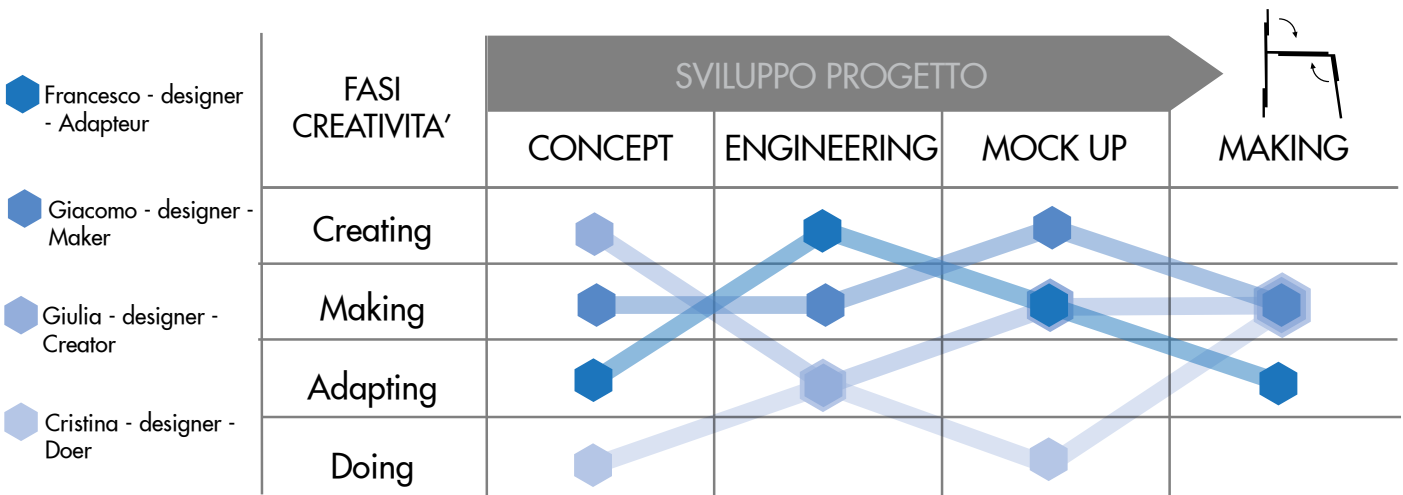 Francesco - designer
- Adapteur
Giacomo - designer -
Maker
Giulia - designer -
Creator
Cristina - designer -
Doer
FASI
CREATIVITA’
SVILUPPO PROGETTO
CONCEPT
ENGINEERING
MOCK UP
MAKING
Creating
Making
Adapting
Doing